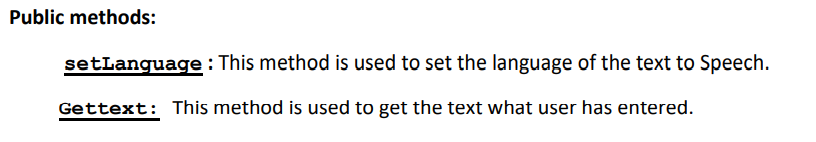 Public methods:
setLanguage : This method is used to set the language of the text to Speech.
Gettext: This method is used to get the text what user has entered.